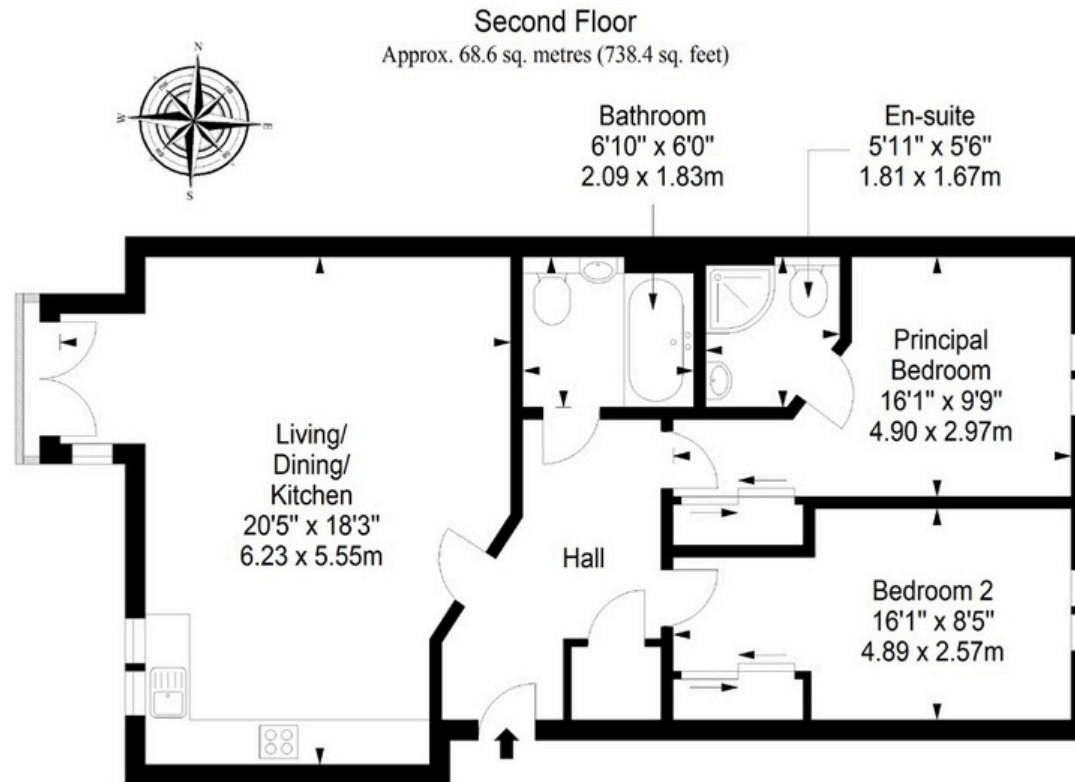 Second Floor
Approx. 68.6 sq. metres (738.4 sq. feet)
N
W
E
S
Bathroom
6'10" x 6'0"
2.09 x 1.83m
En-suite
5'11" x 5'6"
1.81 x 1.67m
Principal
Bedroom
16'1" x 9'9"
4.90 x 2.97m
Living/
Dining/
Kitchen
20'5" x 18'3"
6.23 x 5.55m
Hall
Bedroom 2
16'1" x 8'5"
4.89 x 2.57m